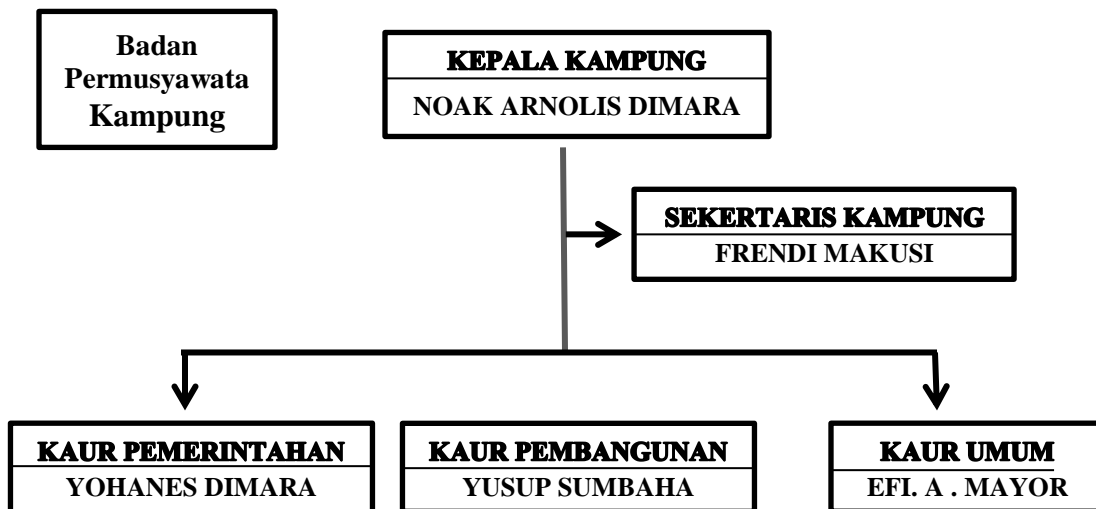 Badan
Permusyawata
Kampung
KEPALA KAMPUNG
NOAK ARNOLIS DIMARA
SEKERTARIS KAMPUNG
FRENDI MAKUSI
KAUR PEMERINTAHAN
YOHANES DIMARA
KAUR PEMBANGUNAN
YUSUP SUMBAHA
KAUR UMUM
EFI. A . MAYOR